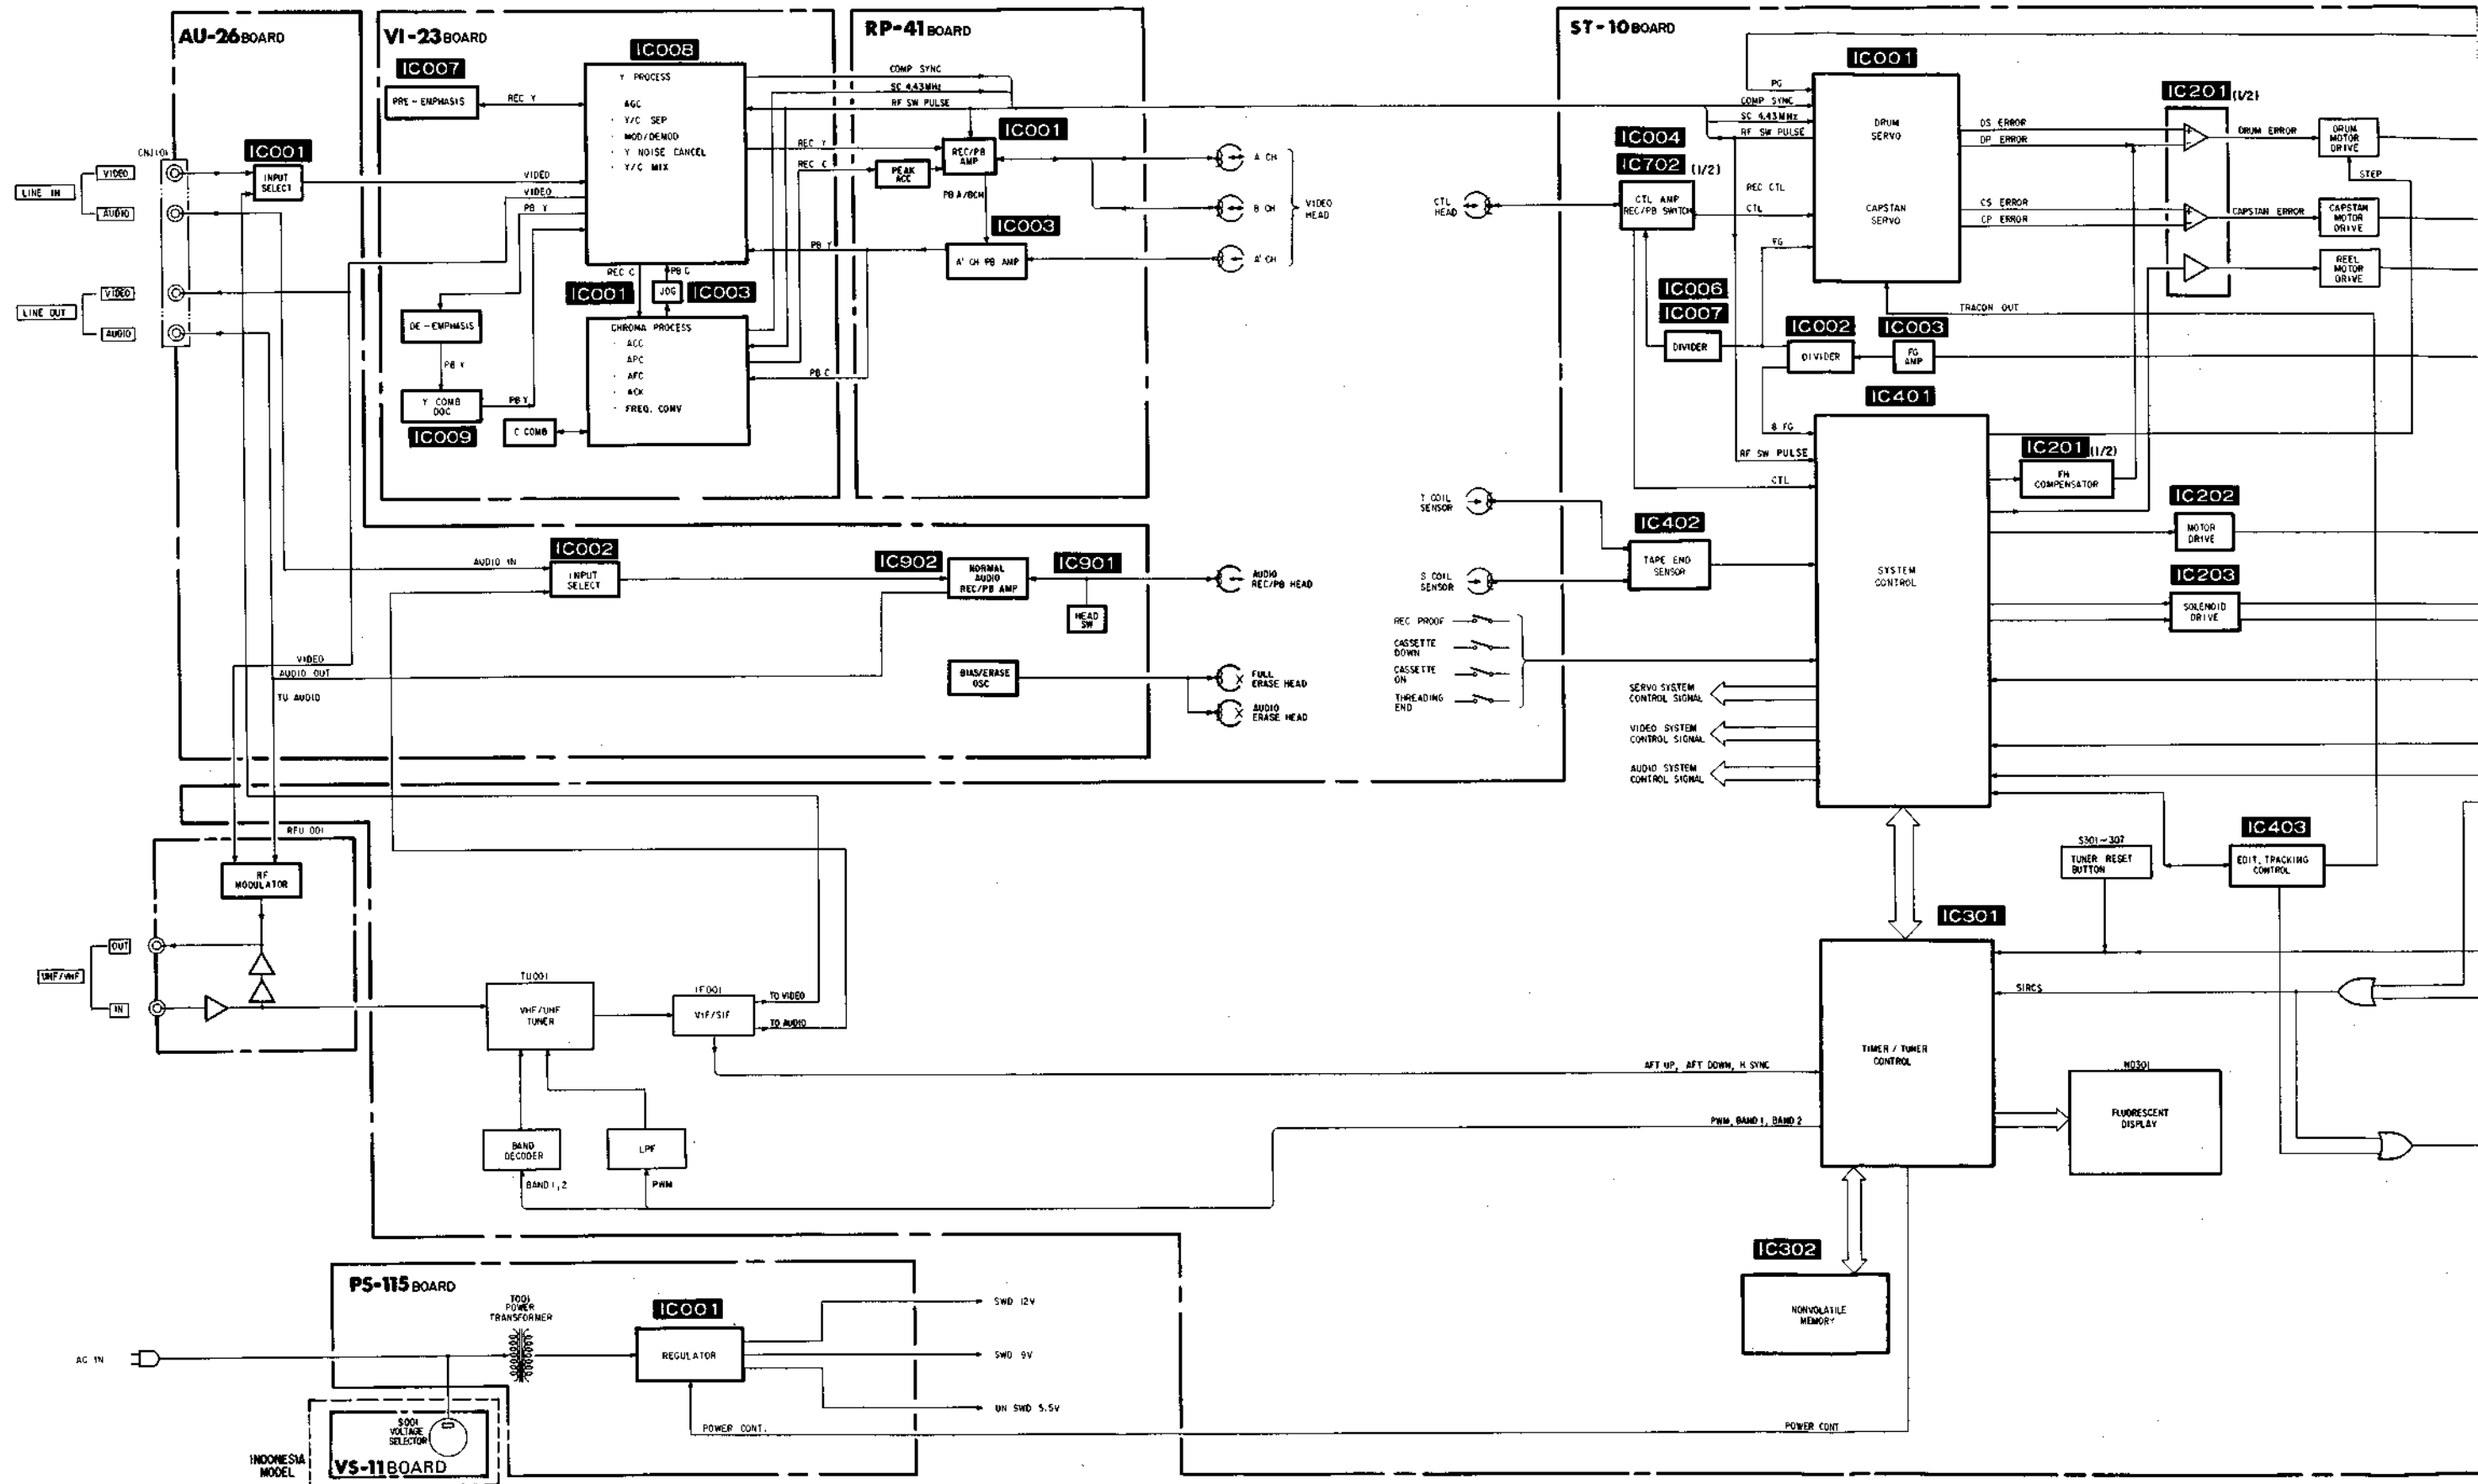 AU-26 BOARD
VI-23 BOARD
RP-41 BOARD
ST-10 BOARD
IC007
PRE-EMPHASIS
REC Y
IC008
Y PROCESS
AGC
· Y/C SEP
· MOD/DEMOD
· Y NOISE CANCEL
· Y/C MIX
COMP SYNC
SC 4.43MHz
RF SW PULSE
REC Y
REC C
IC001
REC/PB
AMP
PEAK
ACC
PB A/BCH
IC003
A' CH PB AMP
PB Y
PB C
A CH
B CH
A' CH
VIDEO
HEAD
LINE IN
VIDEO
AUDIO
LINE OUT
VIDEO
AUDIO
CNJ101
IC001
INPUT
SELECT
VIDEO
VIDEO
PB Y
REC C
PB C
IC001
JOG
IC003
CHROMA PROCESS
· ACC
· APC
· AFC
· ACK
· FREQ. CONV
DE-EMPHASIS
PB Y
Y COMB
DOC
PB Y
IC009
C COMB
AUDIO IN
IC002
INPUT
SELECT
IC902
NORMAL
AUDIO
REC/PB AMP
IC901
HEAD
SW
AUDIO
REC/PB HEAD
BIAS/ERASE
OSC
FULL
ERASE HEAD
AUDIO
ERASE HEAD
VIDEO
AUDIO OUT
TU AUDIO
IC001
PG
COMP SYNC
SC 4.43MHz
RF SW PULSE
DRUM
SERVO
CAPSTAN
SERVO
DS ERROR
DP ERROR
CS ERROR
CP ERROR
IC201 (1/2)
DRUM ERROR
DRUM
MOTOR
DRIVE
STEP
CAPSTAN ERROR
CAPSTAN
MOTOR
DRIVE
REEL
MOTOR
DRIVE
IC004
IC702 (1/2)
CTL AMP
REC/PB SWITCH
CTL
HEAD
REC CTL
CTL
FG
IC006
IC007
DIVIDER
IC002
DIVIDER
IC003
FG
AMP
TRACON OUT
IC401
8 FG
RF SW PULSE
CTL
SYSTEM
CONTROL
IC201 (1/2)
FH
COMPENSATOR
IC202
MOTOR
DRIVE
IC203
SOLENOID
DRIVE
T COIL
SENSOR
S COIL
SENSOR
IC402
TAPE END
SENSOR
REC PROOF
CASSETTE
DOWN
CASSETTE
ON
THREADING
END
SERVO SYSTEM
CONTROL SIGNAL
VIDEO SYSTEM
CONTROL SIGNAL
AUDIO SYSTEM
CONTROL SIGNAL
S301~307
TUNER RESET
BUTTON
IC403
EDIT, TRACKING
CONTROL
IC301
TIMER / TUNER
CONTROL
SIRCS
ND301
FLUORESCENT
DISPLAY
RFU 001
RF
MODULATOR
UHF/VHF
OUT
IN
TU001
VHF/UHF
TUNER
IF001
VIF/SIF
TO VIDEO
TO AUDIO
BAND
DECODER
LPF
BAND 1, 2
PWM
AFT UP, AFT DOWN, H.SYNC
PWM, BAND 1, BAND 2
IC302
NONVOLATILE
MEMORY
PS-115 BOARD
T001
POWER
TRANSFORMER
IC001
REGULATOR
AC IN
SWD 12V
SWD 9V
UN SWD 5.5V
POWER CONT.
POWER CONT
S001
VOLTAGE
SELECTOR
INDONESIA
MODEL
VS-11 BOARD